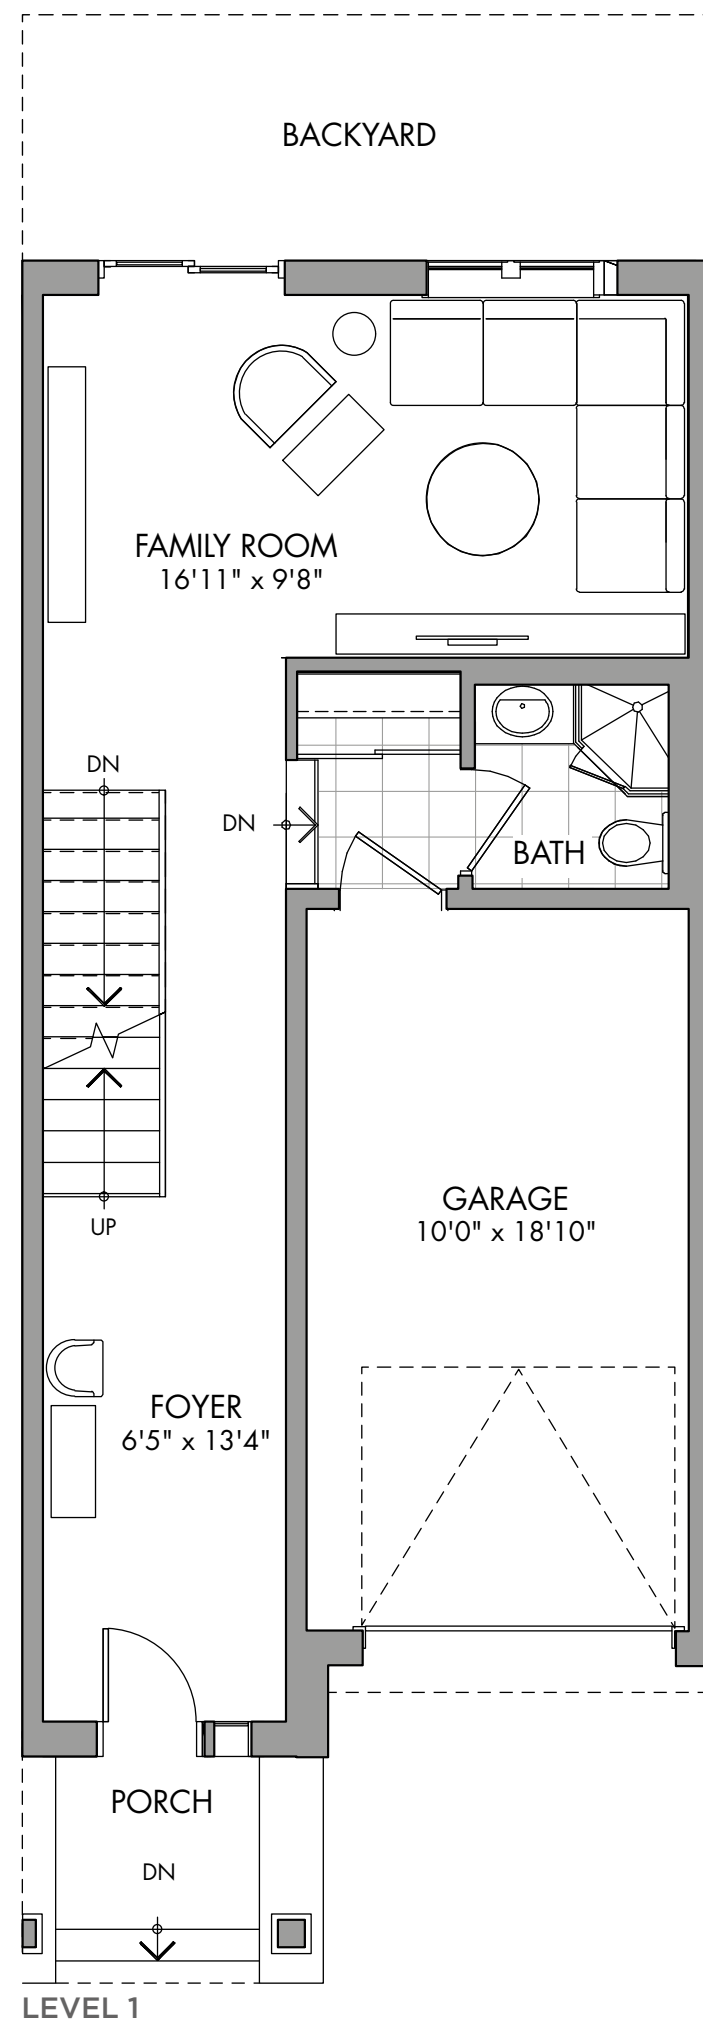 BACKYARD
FAMILY ROOM
16'11" x 9'8"
DN
DN
BATH
GARAGE
10'0" x 18'10"
UP
FOYER
6'5" x 13'4"
PORCH
DN
LEVEL 1